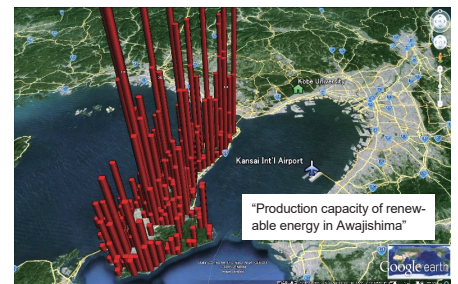 Kobe University
Kansai Int'l Airport
"Production capacity of renew-
able energy in Awajishima"
Google earth